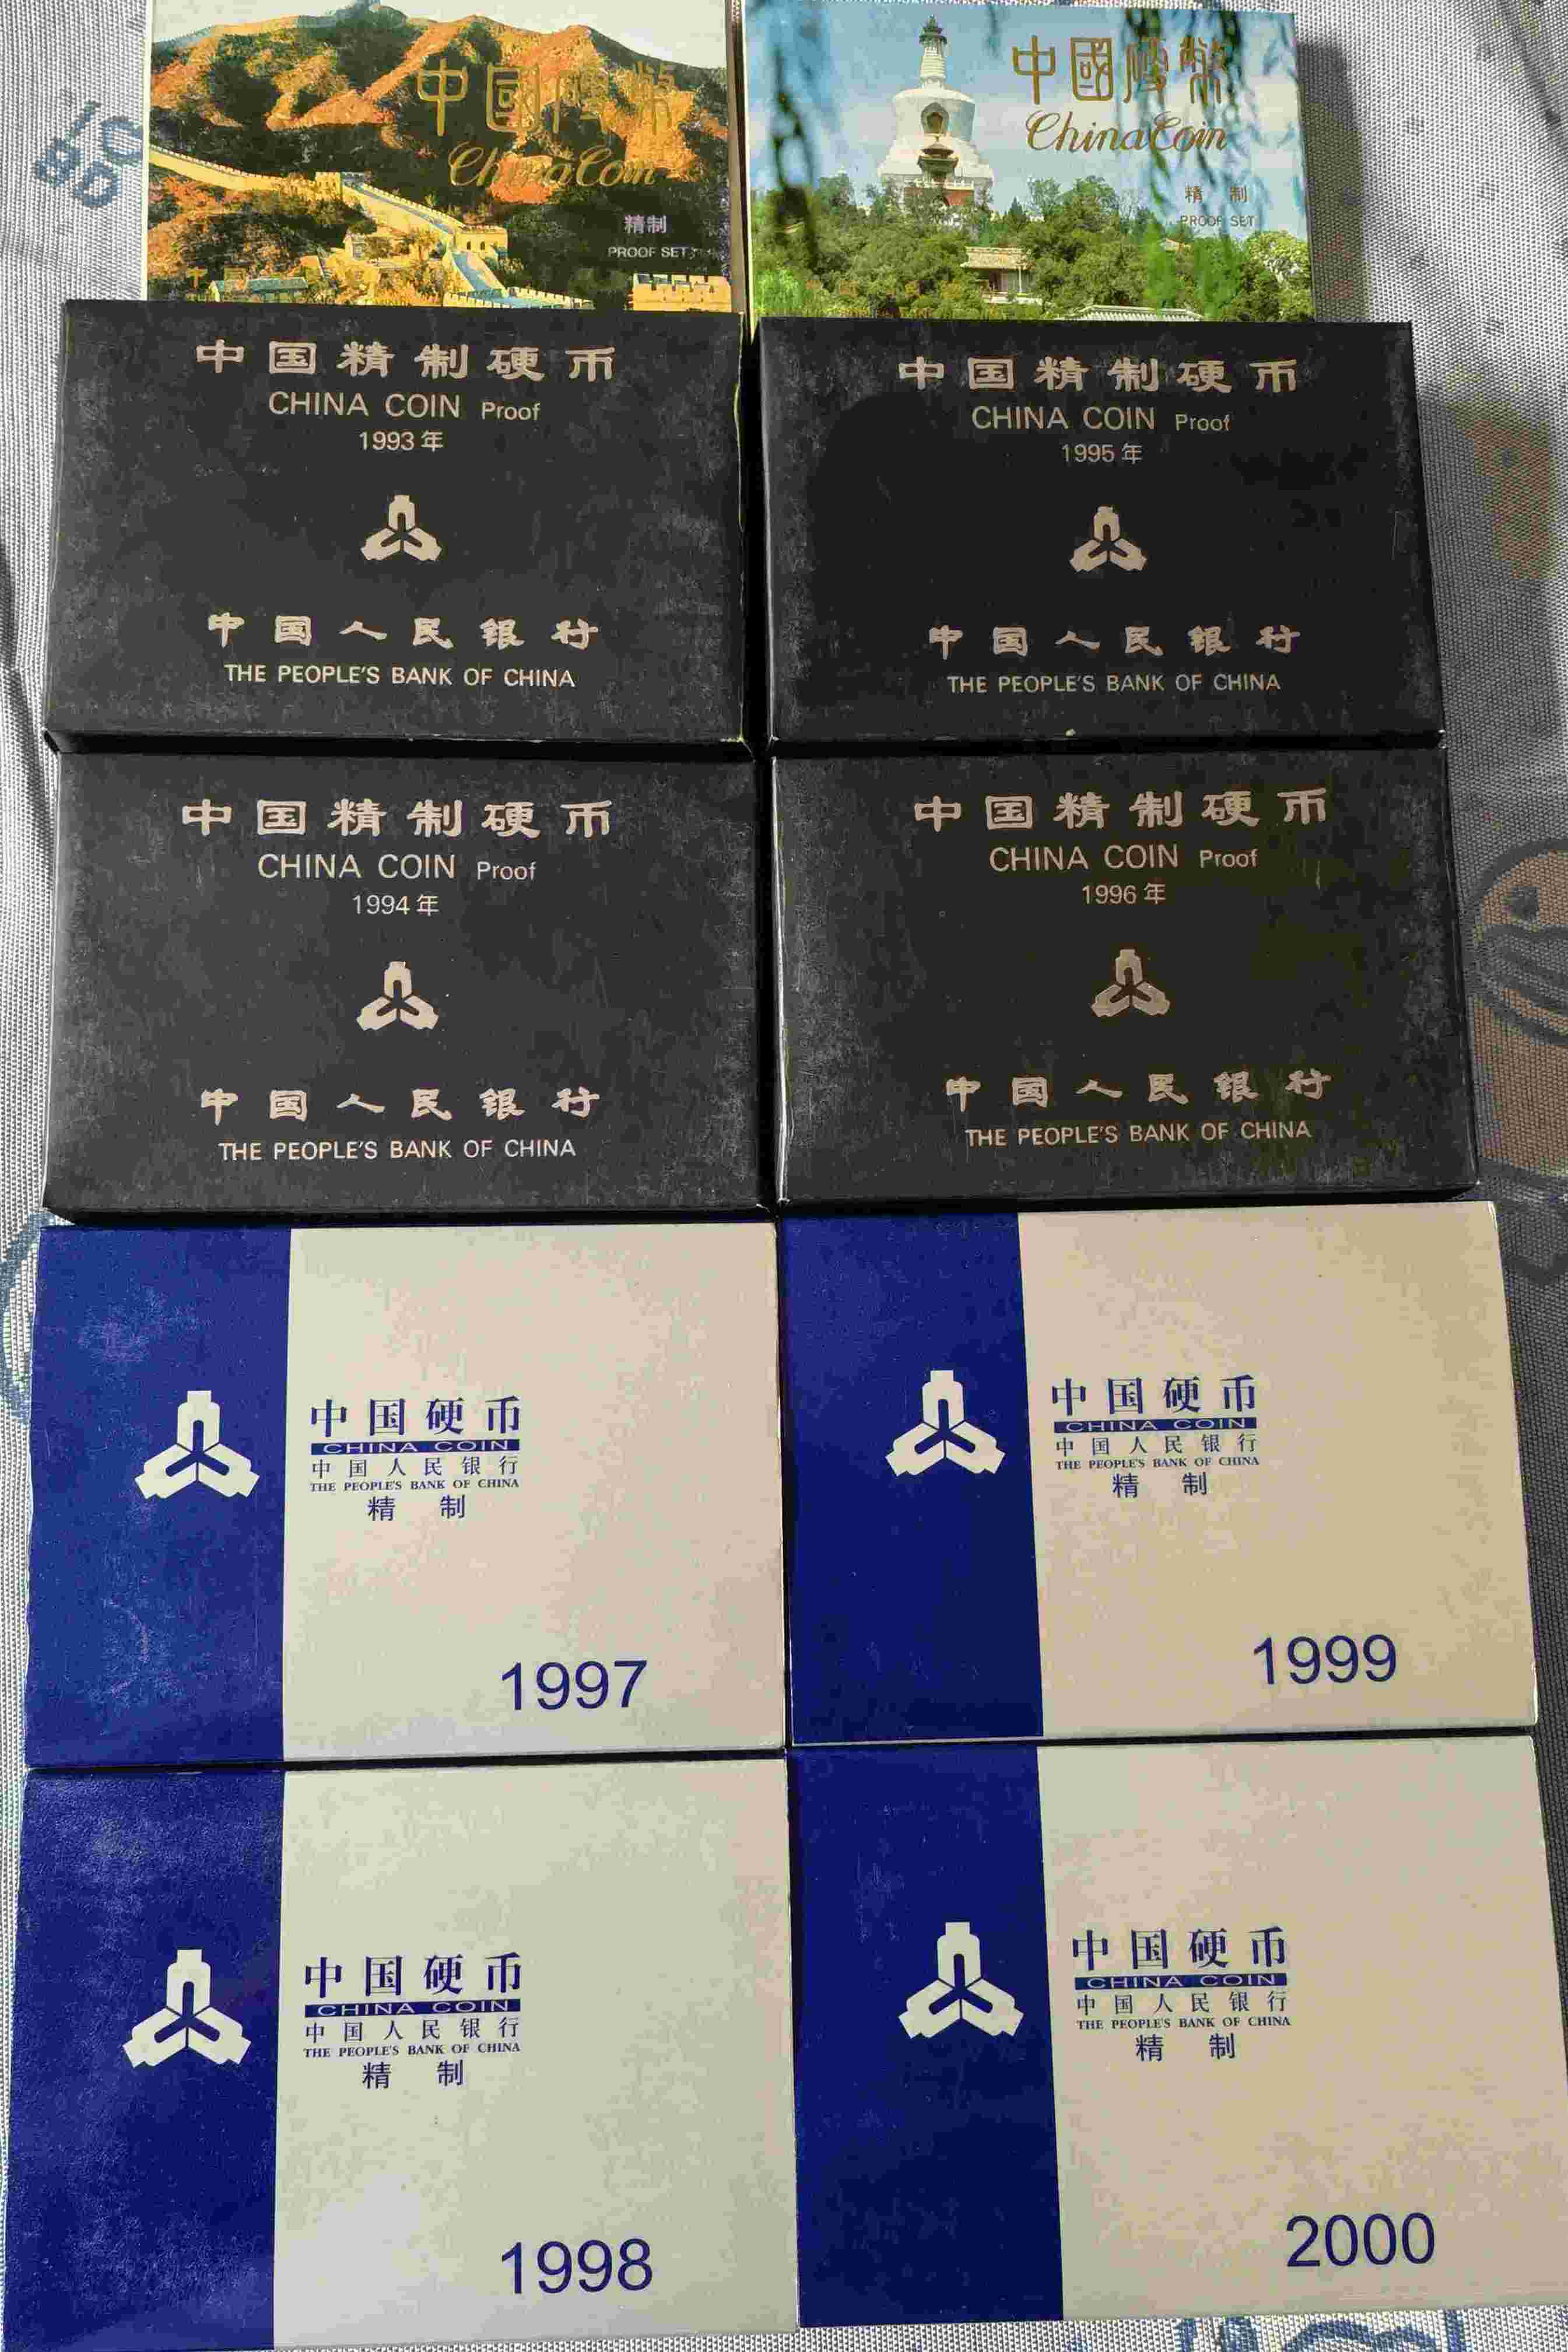 中國硬幣
China Coin
精制
PROOF SET
中國硬幣
China Coin
精制
PROOF SET
中国精制硬币
CHINA COIN Proof
1993年
中国人民银行
THE PEOPLE'S BANK OF CHINA
中国精制硬币
CHINA COIN Proof
1995年
中国人民银行
THE PEOPLE'S BANK OF CHINA
中国精制硬币
CHINA COIN Proof
1994年
中国人民银行
THE PEOPLE'S BANK OF CHINA
中国精制硬币
CHINA COIN Proof
1996年
中国人民银行
THE PEOPLE'S BANK OF CHINA
中国硬币
CHINA COIN
中国人民银行
THE PEOPLE'S BANK OF CHINA
精制
1997
中国硬币
CHINA COIN
中国人民银行
THE PEOPLE'S BANK OF CHINA
精制
1999
中国硬币
CHINA COIN
中国人民银行
THE PEOPLE'S BANK OF CHINA
精制
1998
中国硬币
CHINA COIN
中国人民银行
THE PEOPLE'S BANK OF CHINA
精制
2000